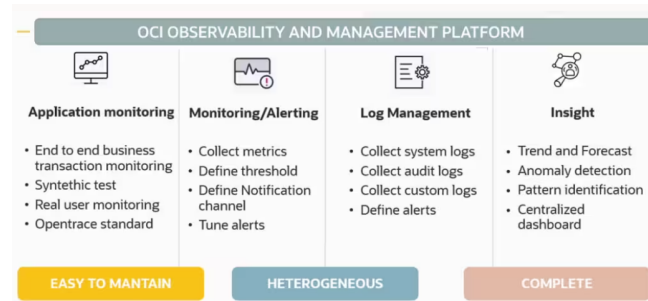 OCI OBSERVABILITY AND MANAGEMENT PLATFORM
Application monitoring
• End to end business
transaction monitoring
• Syntethic test
• Real user monitoring
• Opentrace standard
Monitoring/Alerting
• Collect metrics
• Define threshold
• Define Notification
channel
• Tune alerts
Log Management
• Collect system logs
• Collect audit logs
• Collect custom logs
• Define alerts
Insight
• Trend and Forecast
• Anomaly detection
• Pattern identification
• Centralized
dashboard
EASY TO MANTAIN
HETEROGENEOUS
COMPLETE